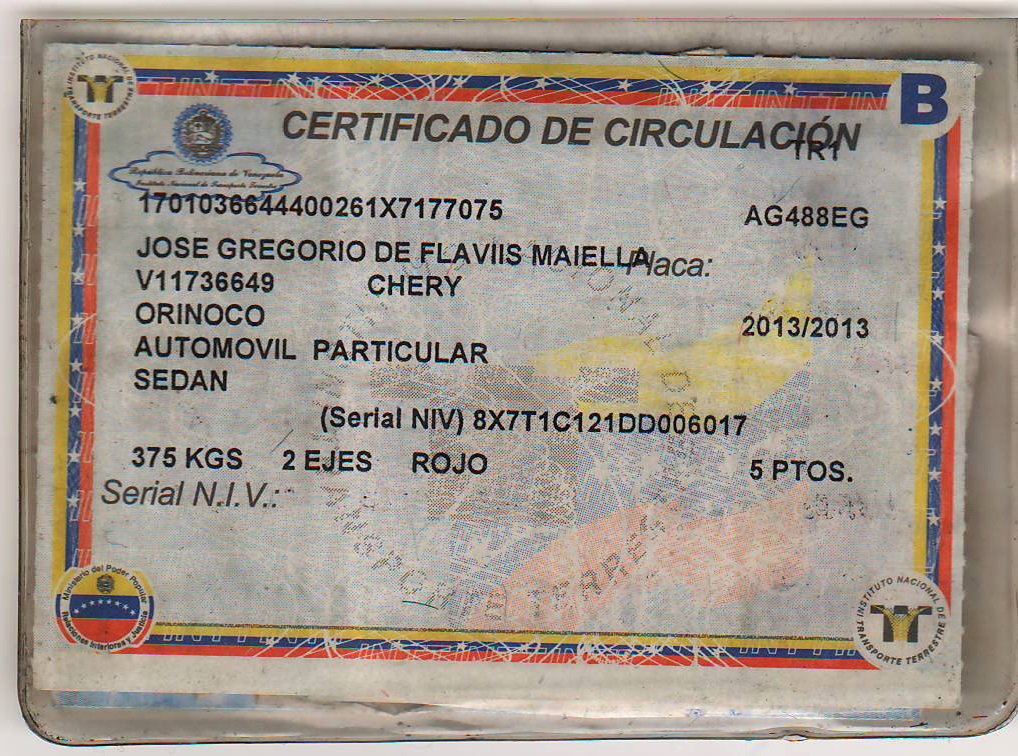 INSTITUTO NACIONAL DE TRANSPORTE TERRESTRE
B
CERTIFICADO DE CIRCULACIÓN
TR1
República Bolivariana de Venezuela
Instituto Nacional de Transporte Terrestre
1701036644400261X7177075 AG488EG
JOSE GREGORIO DE FLAVIIS MAIELLA Placa:
V11736649 CHERY
ORINOCO 2013/2013
AUTOMOVIL PARTICULAR
SEDAN
(Serial NIV) 8X7T1C121DD006017
375 KGS 2 EJES ROJO 5 PTOS.
Serial N.I.V.:
TRANSPORTE TERRESTRE
Ministerio del Poder Popular
Relaciones Interiores y Justicia
INSTITUTO NACIONAL DE TRANSPORTE TERRESTRE